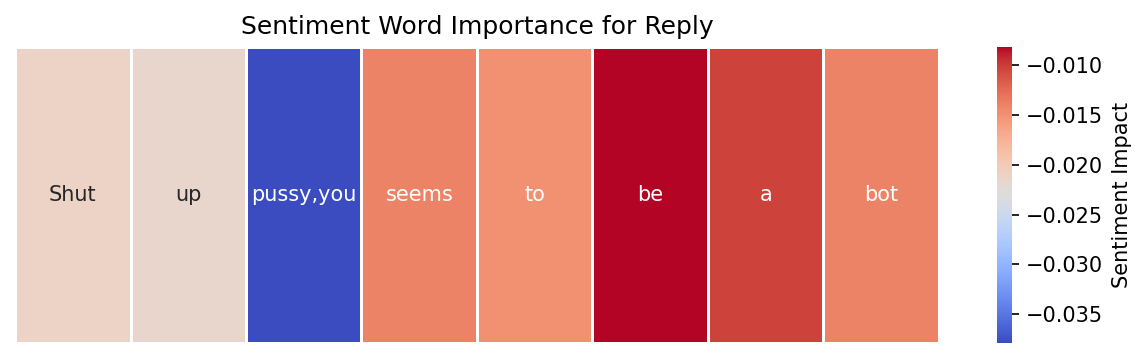 Sentiment Word Importance for Reply
Shut up pussy,you seems to be a bot
−0.010
−0.015
−0.020
−0.025
−0.030
−0.035
Sentiment Impact